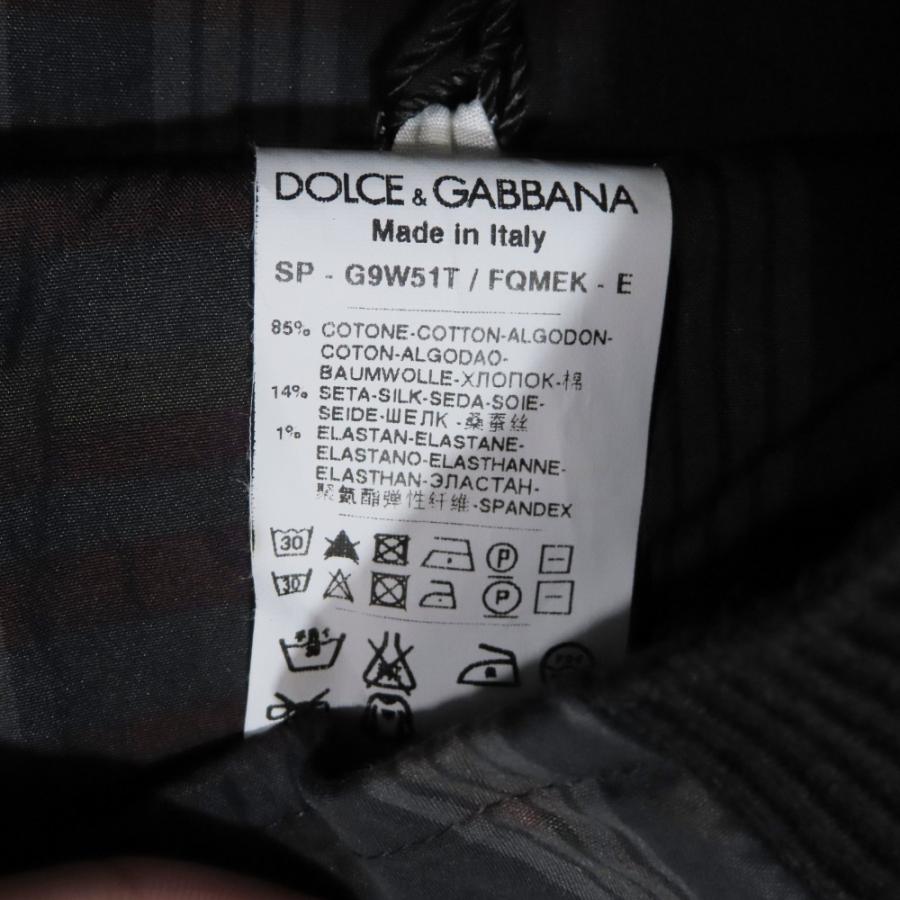 DOLCE & GABBANA
Made in Italy
SP - G9W51T / FQMEK - E
85% COTONE-COTTON-ALGODON-
COTON-ALGODAO-
BAUMWOLLE-ХЛОПОК-棉
14% SETA-SILK-SEDA-SOIE-
SEIDE-ШЕЛК -桑蚕丝
1% ELASTAN-ELASTANE-
ELASTANO-ELASTHANNE-
ELASTHAN-ЭЛАСТАН-
聚氨酯弹性纤维-SPANDEX
30 P
30 P